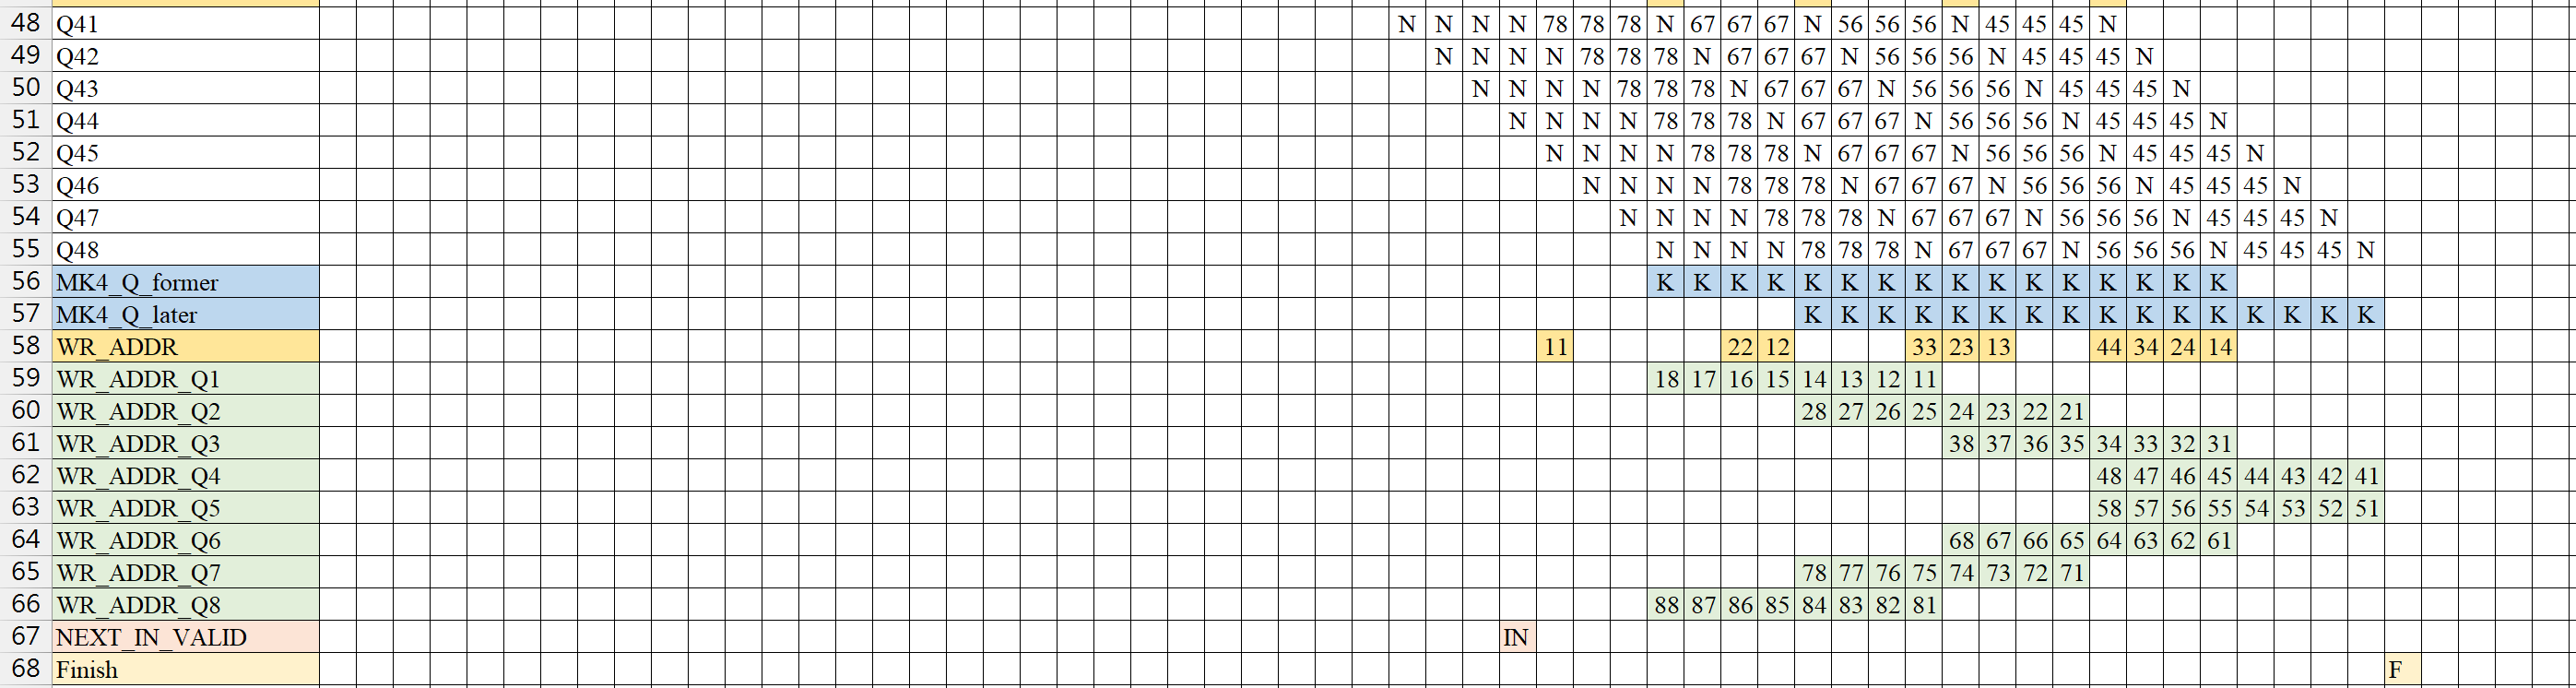 48 Q41 N N N N 78 78 78 N 67 67 67 N 56 56 56 N 45 45 45 N
49 Q42 N N N N 78 78 78 N 67 67 67 N 56 56 56 N 45 45 45 N
50 Q43 N N N N 78 78 78 N 67 67 67 N 56 56 56 N 45 45 45 N
51 Q44 N N N N 78 78 78 N 67 67 67 N 56 56 56 N 45 45 45 N
52 Q45 N N N N 78 78 78 N 67 67 67 N 56 56 56 N 45 45 45 N
53 Q46 N N N N 78 78 78 N 67 67 67 N 56 56 56 N 45 45 45 N
54 Q47 N N N N 78 78 78 N 67 67 67 N 56 56 56 N 45 45 45 N
55 Q48 N N N N 78 78 78 N 67 67 67 N 56 56 56 N 45 45 45 N
56 MK4_Q_former K K K K K K K K K K K K K K K K
57 MK4_Q_later K K K K K K K K K K K K K K K K
58 WR_ADDR 11 22 12 33 23 13 44 34 24 14
59 WR_ADDR_Q1 18 17 16 15 14 13 12 11
60 WR_ADDR_Q2 28 27 26 25 24 23 22 21
61 WR_ADDR_Q3 38 37 36 35 34 33 32 31
62 WR_ADDR_Q4 48 47 46 45 44 43 42 41
63 WR_ADDR_Q5 58 57 56 55 54 53 52 51
64 WR_ADDR_Q6 68 67 66 65 64 63 62 61
65 WR_ADDR_Q7 78 77 76 75 74 73 72 71
66 WR_ADDR_Q8 88 87 86 85 84 83 82 81
67 NEXT_IN_VALID IN
68 Finish F